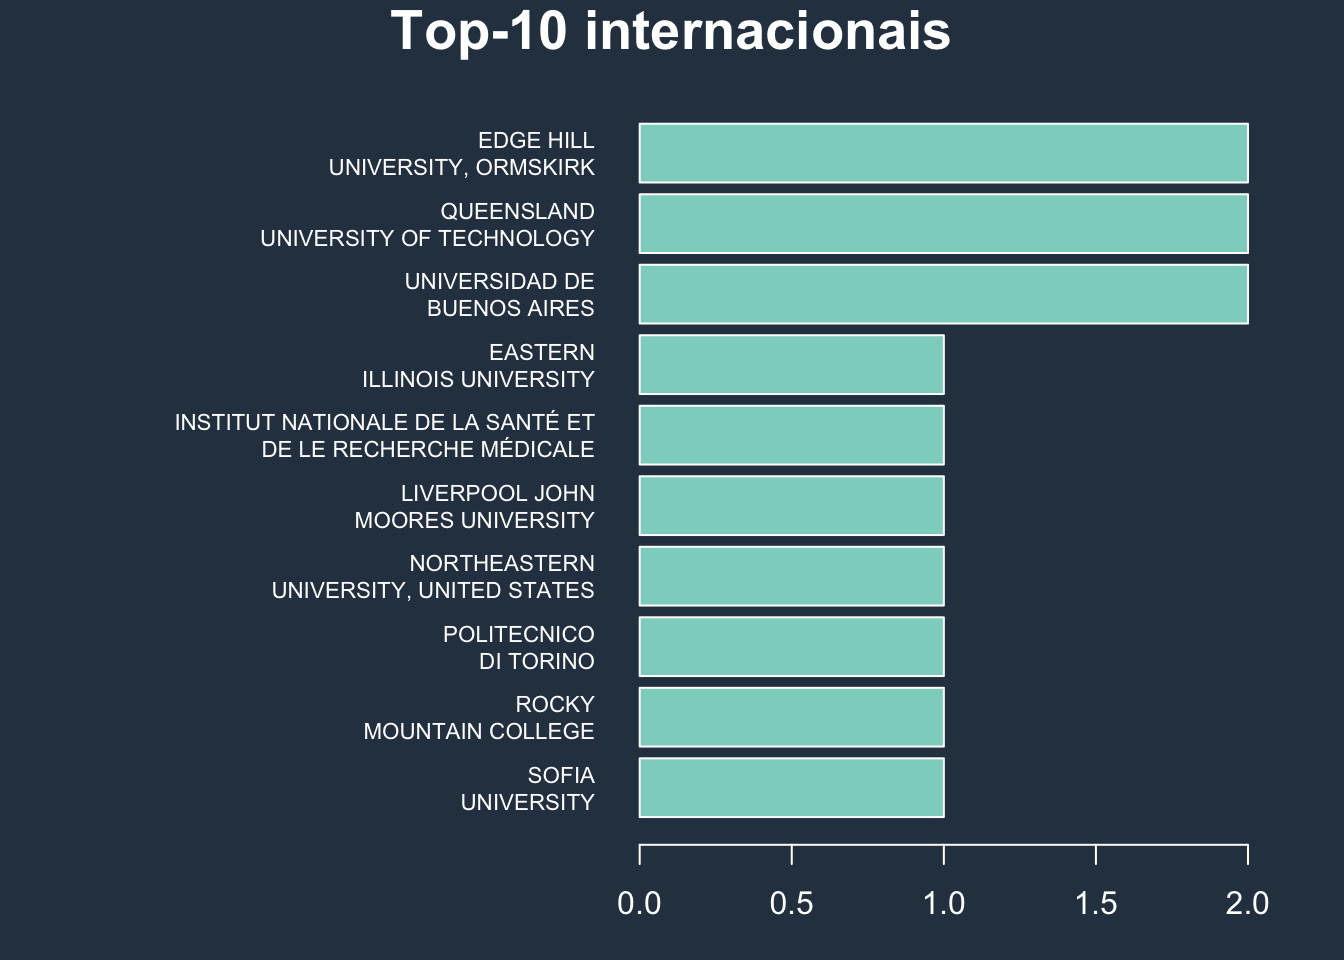 Top-10 internacionais
EDGE HILL
UNIVERSITY, ORMSKIRK
QUEENSLAND
UNIVERSITY OF TECHNOLOGY
UNIVERSIDAD DE
BUENOS AIRES
EASTERN
ILLINOIS UNIVERSITY
INSTITUT NATIONALE DE LA SANTÉ ET
DE LE RECHERCHE MÉDICALE
LIVERPOOL JOHN
MOORES UNIVERSITY
NORTHEASTERN
UNIVERSITY, UNITED STATES
POLITECNICO
DI TORINO
ROCKY
MOUNTAIN COLLEGE
SOFIA
UNIVERSITY
0.0 0.5 1.0 1.5 2.0